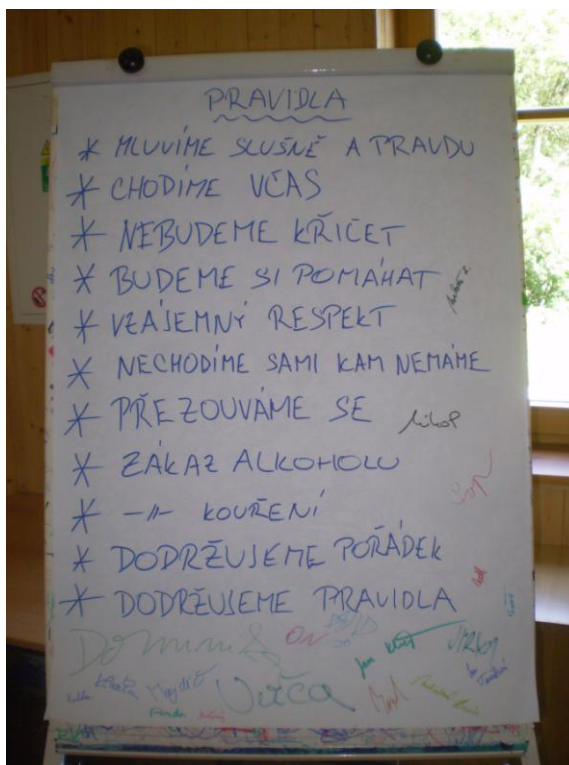 PRAVIDLA
* MLUVÍME SLUŠNĚ A PRAVDU
* CHODÍME VČAS
* NEBUDEME KŘIČET
* BUDEME SI POMÁHAT
* VZÁJEMNÝ RESPEKT
* NECHODÍME SAMI KAM NEMÁME
* PŘEZOUVÁME SE
* ZÁKAZ ALKOHOLU
* -〃- KOUŘENÍ
* DODRŽUJEME POŘÁDEK
* DODRŽUJEME PRAVIDLA
Verča